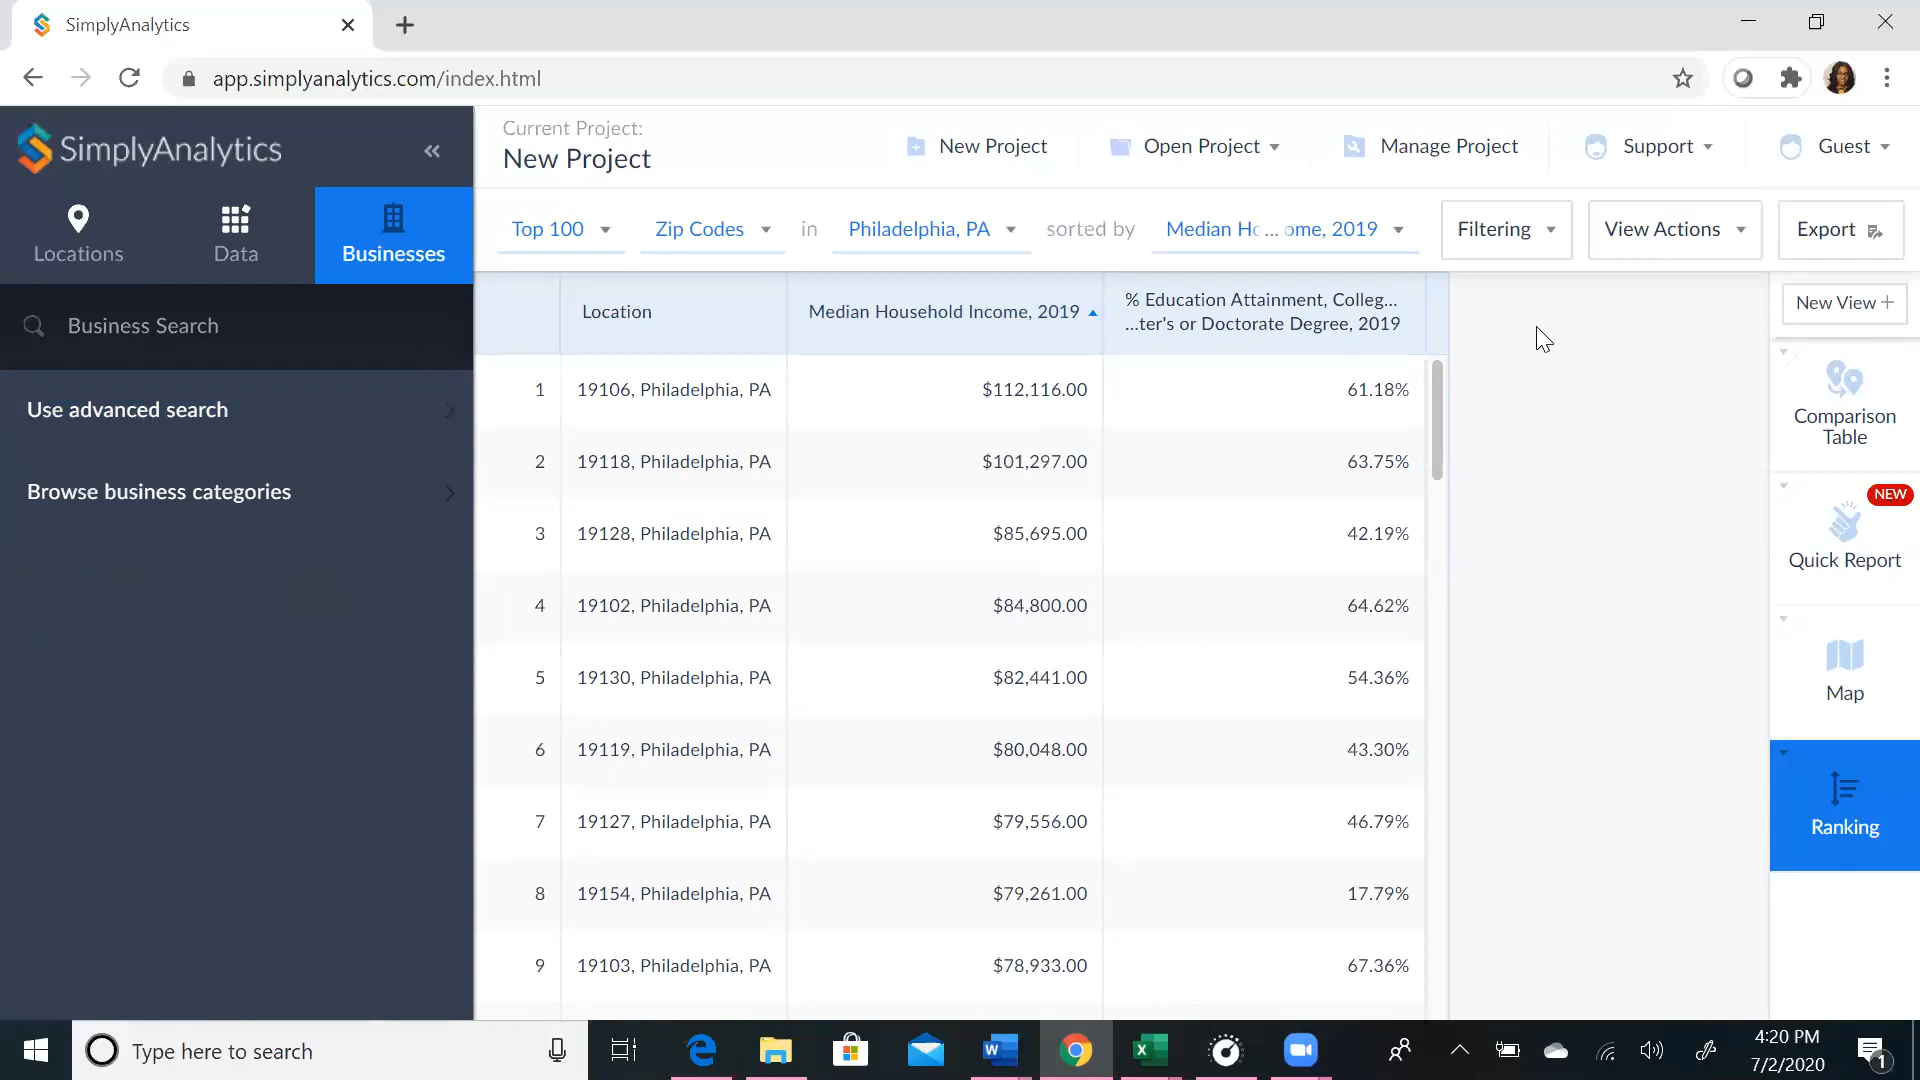 SimplyAnalytics
app.simplyanalytics.com/index.html
SimplyAnalytics
Current Project:
New Project
New Project
Open Project
Manage Project
Support
Guest
Locations
Data
Businesses
Top 100
Zip Codes
in
Philadelphia, PA
sorted by
Median Hc ... ome, 2019
Filtering
View Actions
Export
Business Search
Use advanced search
Browse business categories
Location
Median Household Income, 2019
% Education Attainment, Colleg...
...ter's or Doctorate Degree, 2019
1 19106, Philadelphia, PA $112,116.00 61.18%
2 19118, Philadelphia, PA $101,297.00 63.75%
3 19128, Philadelphia, PA $85,695.00 42.19%
4 19102, Philadelphia, PA $84,800.00 64.62%
5 19130, Philadelphia, PA $82,441.00 54.36%
6 19119, Philadelphia, PA $80,048.00 43.30%
7 19127, Philadelphia, PA $79,556.00 46.79%
8 19154, Philadelphia, PA $79,261.00 17.79%
9 19103, Philadelphia, PA $78,933.00 67.36%
New View
Comparison
Table
NEW
Quick Report
Map
Ranking
Type here to search
4:20 PM
7/2/2020
1